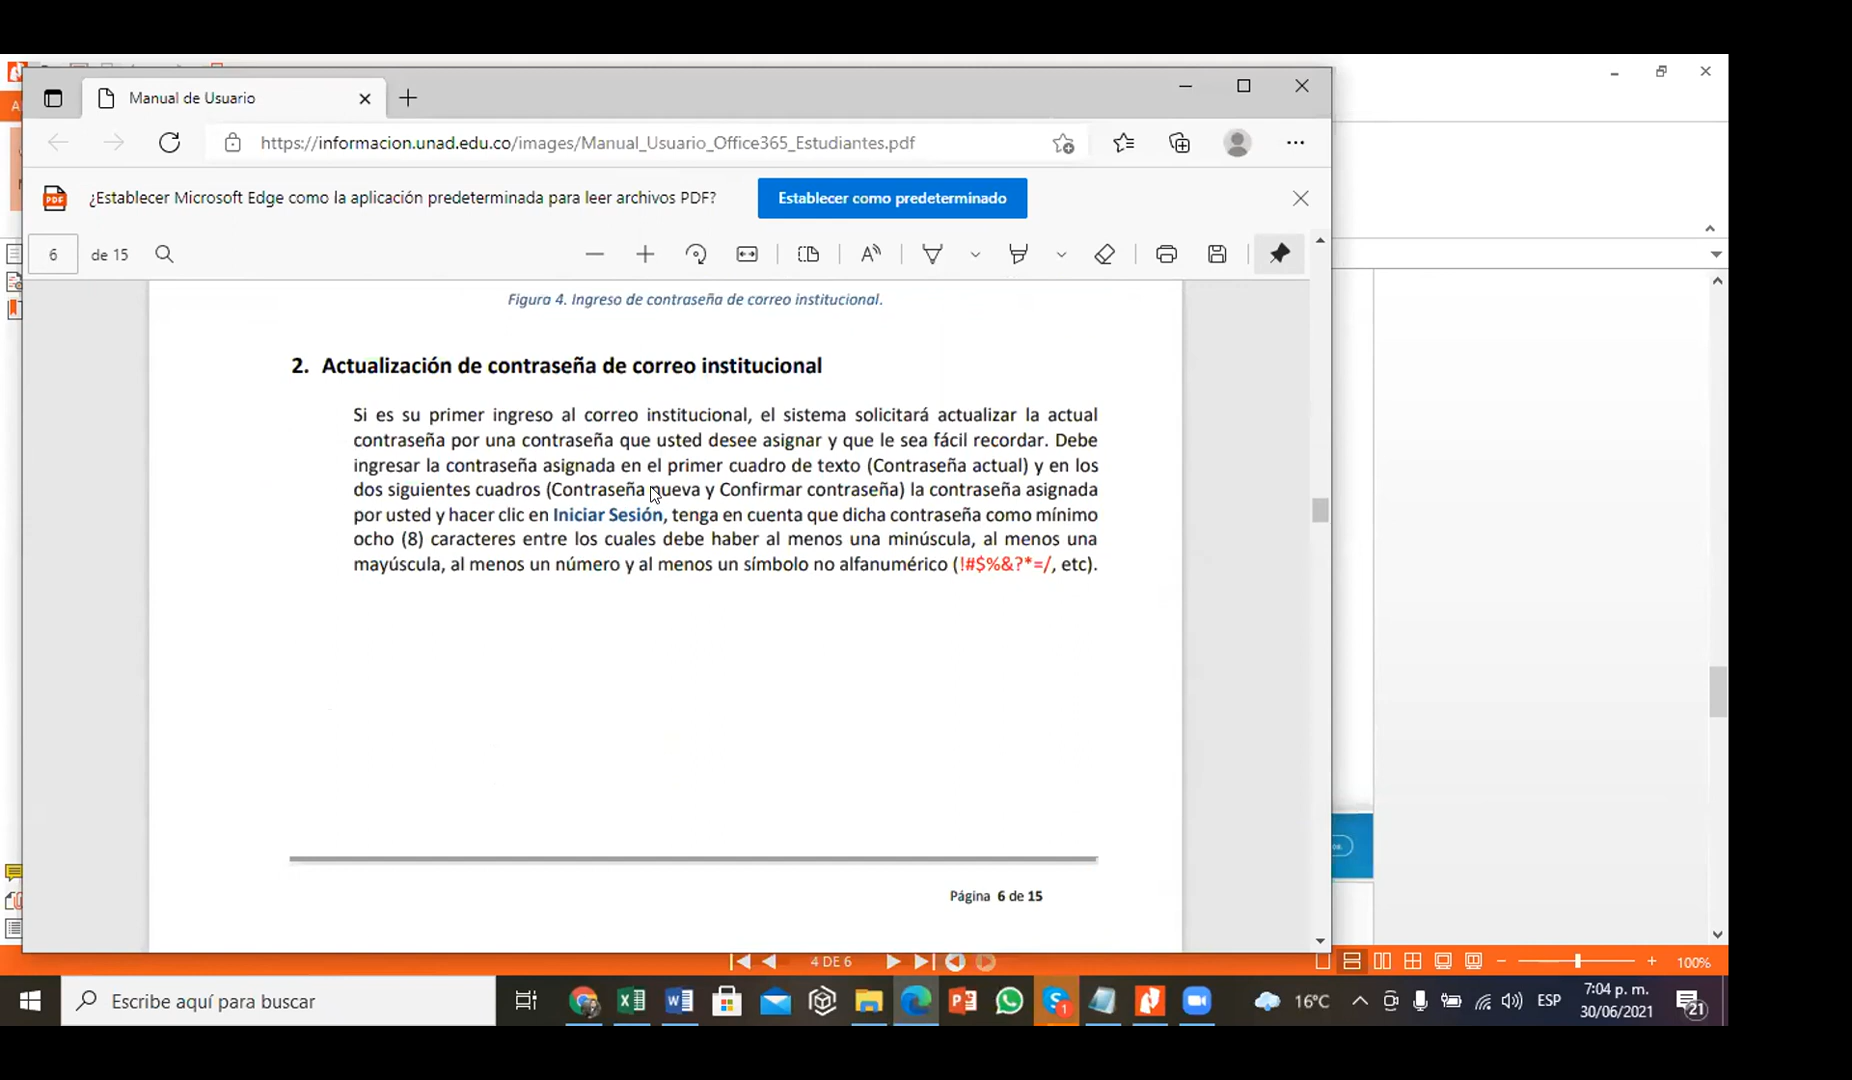 Manual de Usuario
https://informacion.unad.edu.co/images/Manual_Usuario_Office365_Estudiantes.pdf
PDF
¿Establecer Microsoft Edge como la aplicación predeterminada para leer archivos PDF?
Establecer como predeterminado
6 de 15
Figura 4. Ingreso de contraseña de correo institucional.
2. Actualización de contraseña de correo institucional
Si es su primer ingreso al correo institucional, el sistema solicitará actualizar la actual
contraseña por una contraseña que usted desee asignar y que le sea fácil recordar. Debe
ingresar la contraseña asignada en el primer cuadro de texto (Contraseña actual) y en los
dos siguientes cuadros (Contraseña nueva y Confirmar contraseña) la contraseña asignada
por usted y hacer clic en Iniciar Sesión, tenga en cuenta que dicha contraseña como mínimo
ocho (8) caracteres entre los cuales debe haber al menos una minúscula, al menos una
mayúscula, al menos un número y al menos un símbolo no alfanumérico (!#$%&?*=/, etc).
Página 6 de 15
4 DE 6
100%
Escribe aquí para buscar
16°C
ESP
7:04 p. m.
30/06/2021
21